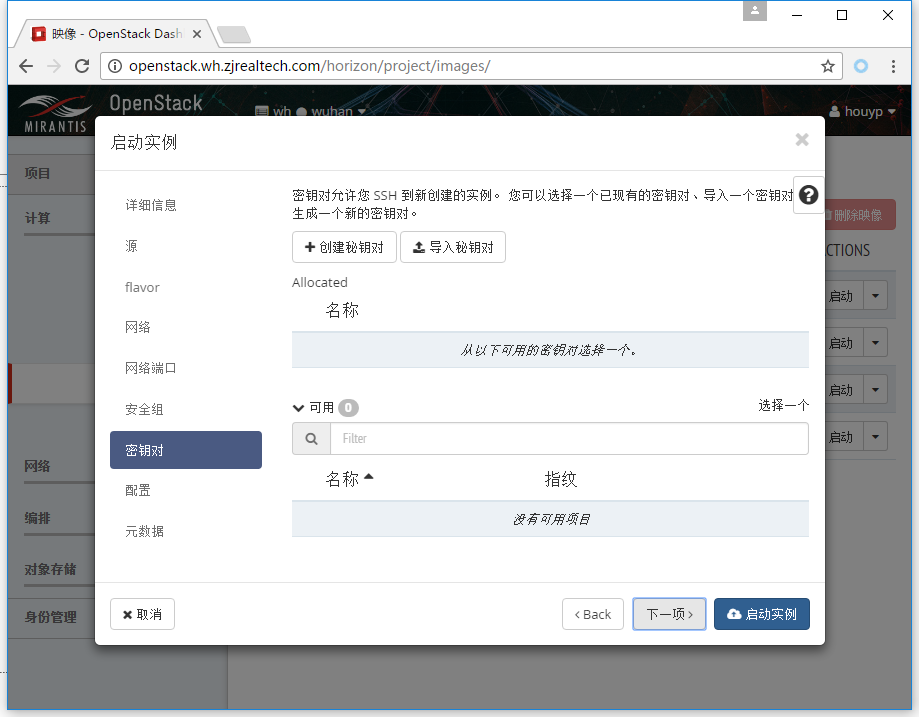 映像 - OpenStack Dash
openstack.wh.zjrealtech.com/horizon/project/images/
MIRANTIS
OpenStack
wh wuhan
houyp
项目
计算
网络
编排
对象存储
身份管理
删除映像
CTIONS
启动
启动
启动
启动
启动实例
详细信息
源
flavor
网络
网络端口
安全组
密钥对
配置
元数据
密钥对允许您 SSH 到新创建的实例。 您可以选择一个已现有的密钥对、导入一个密钥对
生成一个新的密钥对。
创建秘钥对 导入秘钥对
Allocated
名称
从以下可用的密钥对选择一个。
可用 0 选择一个
Filter
名称 指纹
没有可用项目
取消 ‹ Back 下一项 › 启动实例